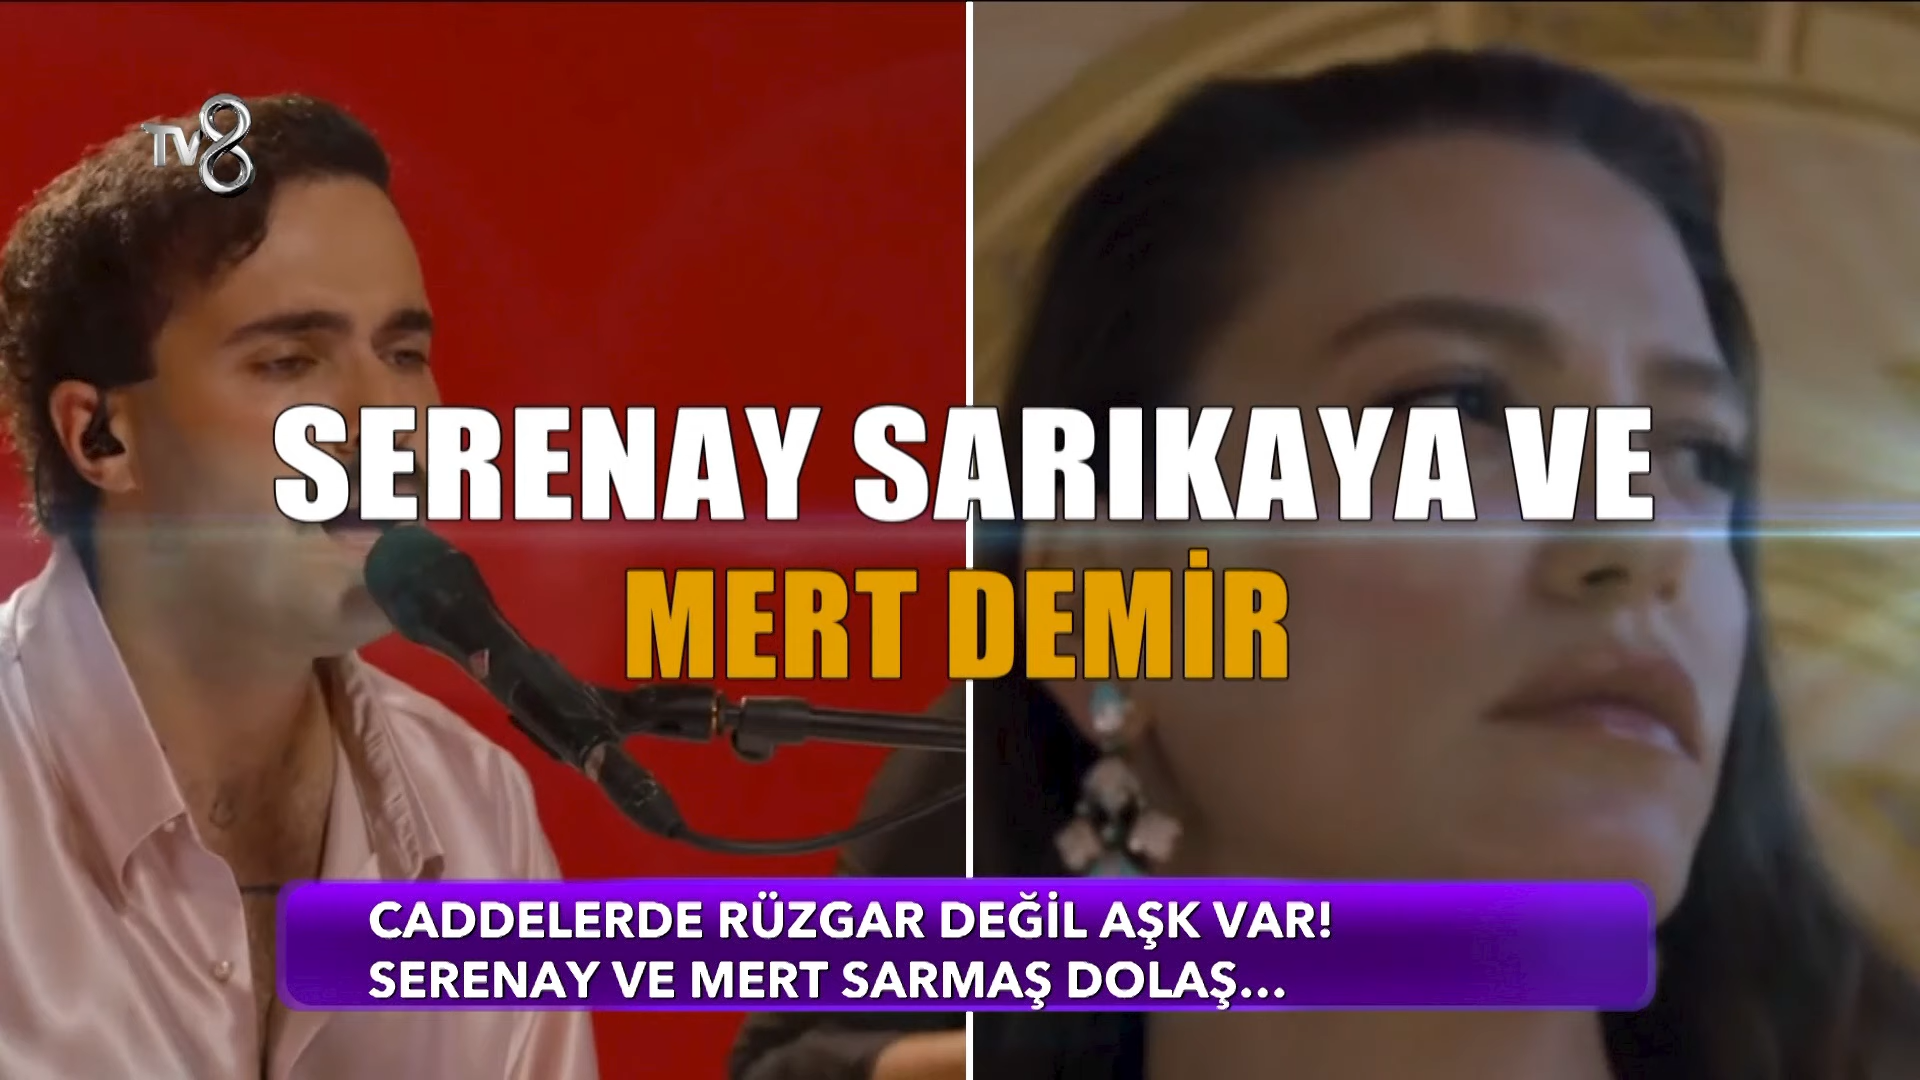 TV8
SERENAY SARIKAYA VE
MERT DEMİR
CADDELERDE RÜZGAR DEĞİL AŞK VAR!
SERENAY VE MERT SARMAŞ DOLAŞ...